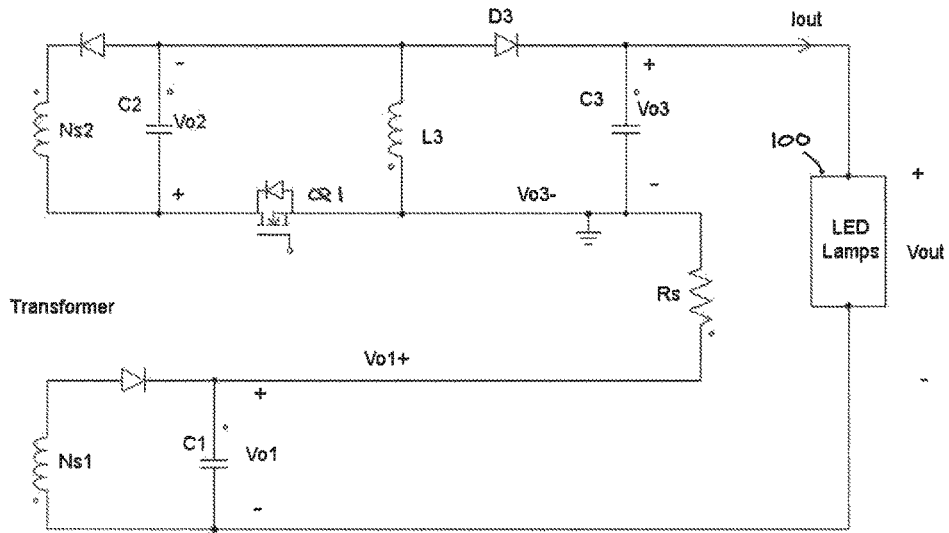 D3
Iout
+
-
C2
Vo2
C3
Vo3
Ns2
L3
100
+
Q1
Vo3-
-
+
LED
Lamps
Vout
Rs
Transformer
Vo1+
-
+
C1
Vo1
Ns1
-